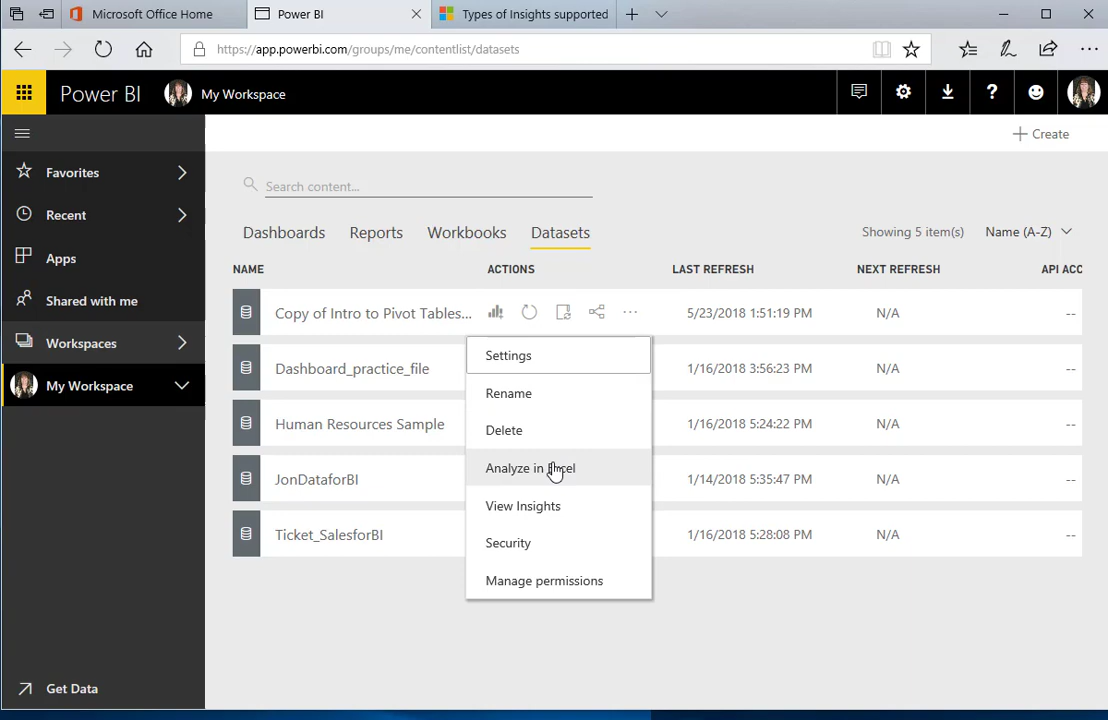 Microsoft Office Home
Power BI
Types of Insights supported
https://app.powerbi.com/groups/me/contentlist/datasets
Power BI
My Workspace
Create
Favorites
Recent
Apps
Shared with me
Workspaces
My Workspace
Get Data
Search content...
Dashboards Reports Workbooks Datasets
Showing 5 item(s) Name (A-Z)
NAME ACTIONS LAST REFRESH NEXT REFRESH API ACC
Copy of Intro to Pivot Tables... 5/23/2018 1:51:19 PM N/A --
Dashboard_practice_file 1/16/2018 3:56:23 PM N/A --
Human Resources Sample 1/16/2018 5:24:22 PM N/A --
JonDataforBI 1/14/2018 5:35:47 PM N/A --
Ticket_SalesforBI 1/16/2018 5:28:08 PM N/A --
Settings
Rename
Delete
Analyze in Excel
View Insights
Security
Manage permissions